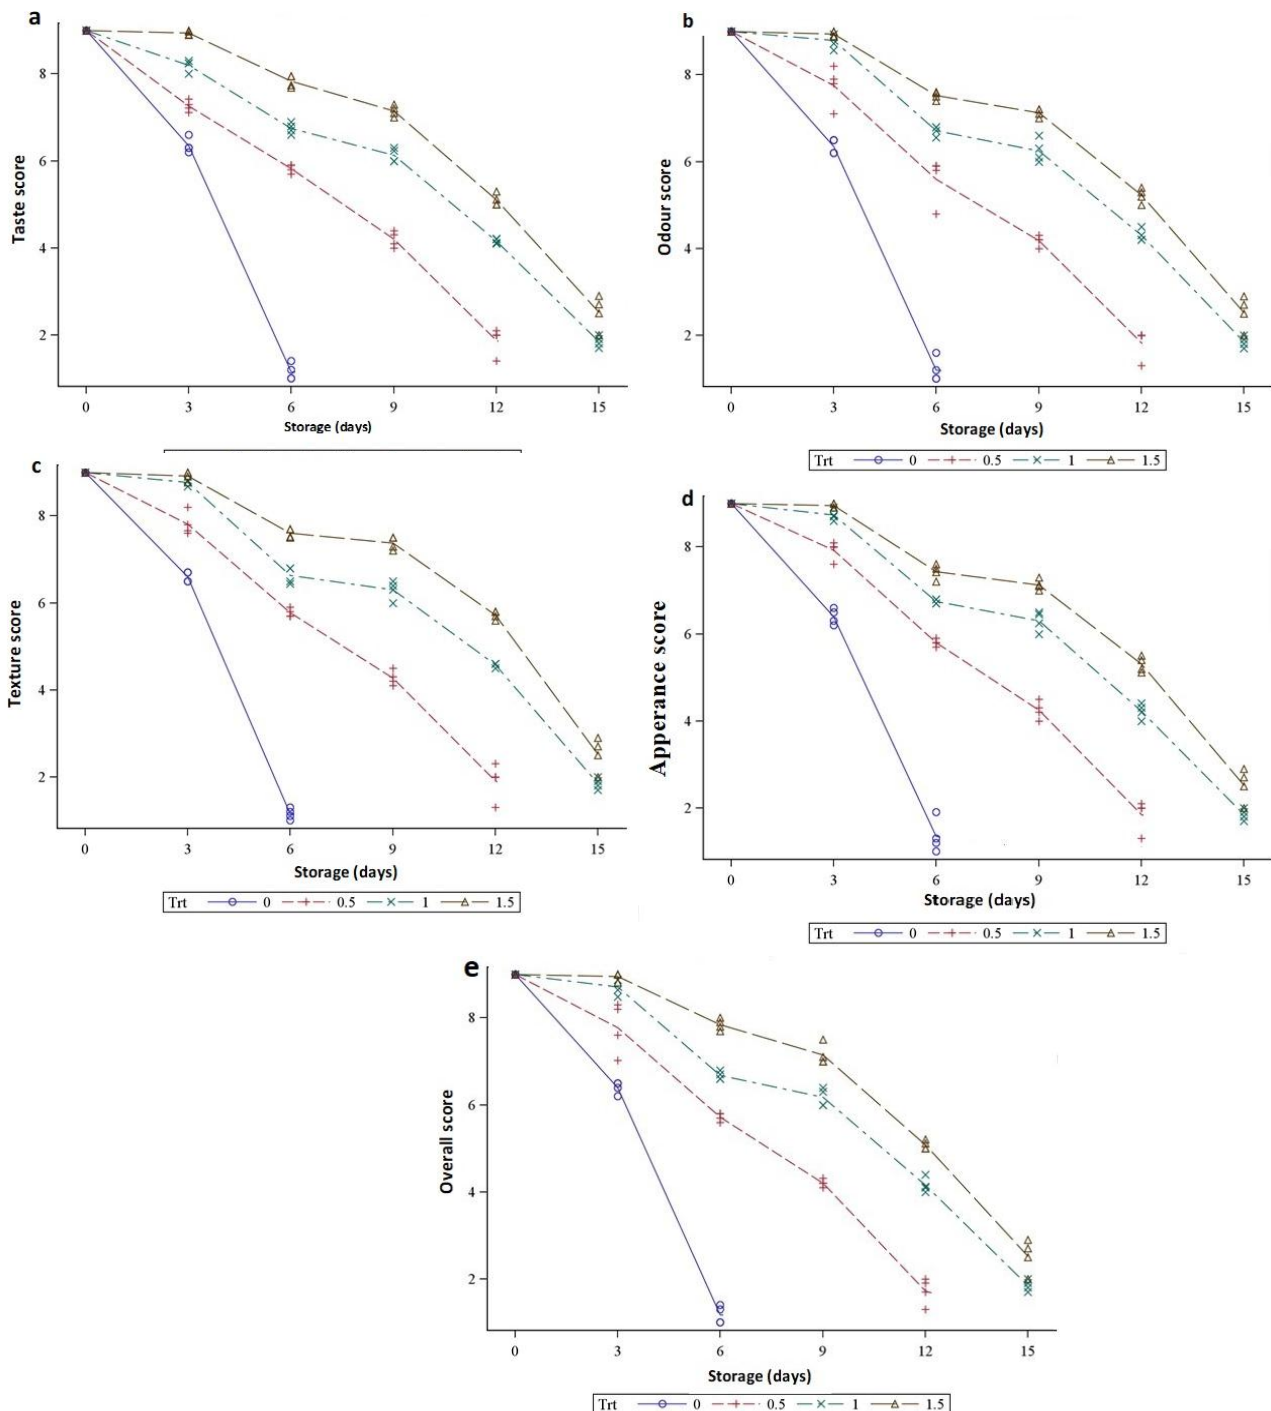 a
8
6
4
2
Taste score
0 3 6 9 12 15
Storage (days)
b
8
6
4
2
Odour score
0 3 6 9 12 15
Storage (days)
Trt 0 0.5 1 1.5
c
8
6
4
2
Texture score
0 3 6 9 12 15
Storage (days)
Trt 0 0.5 1 1.5
d
8
6
4
2
Apperance score
0 3 6 9 12 15
Storage (days)
Trt 0 0.5 1 1.5
e
8
6
4
2
Overall score
0 3 6 9 12 15
Storage (days)
Trt 0 0.5 1 1.5